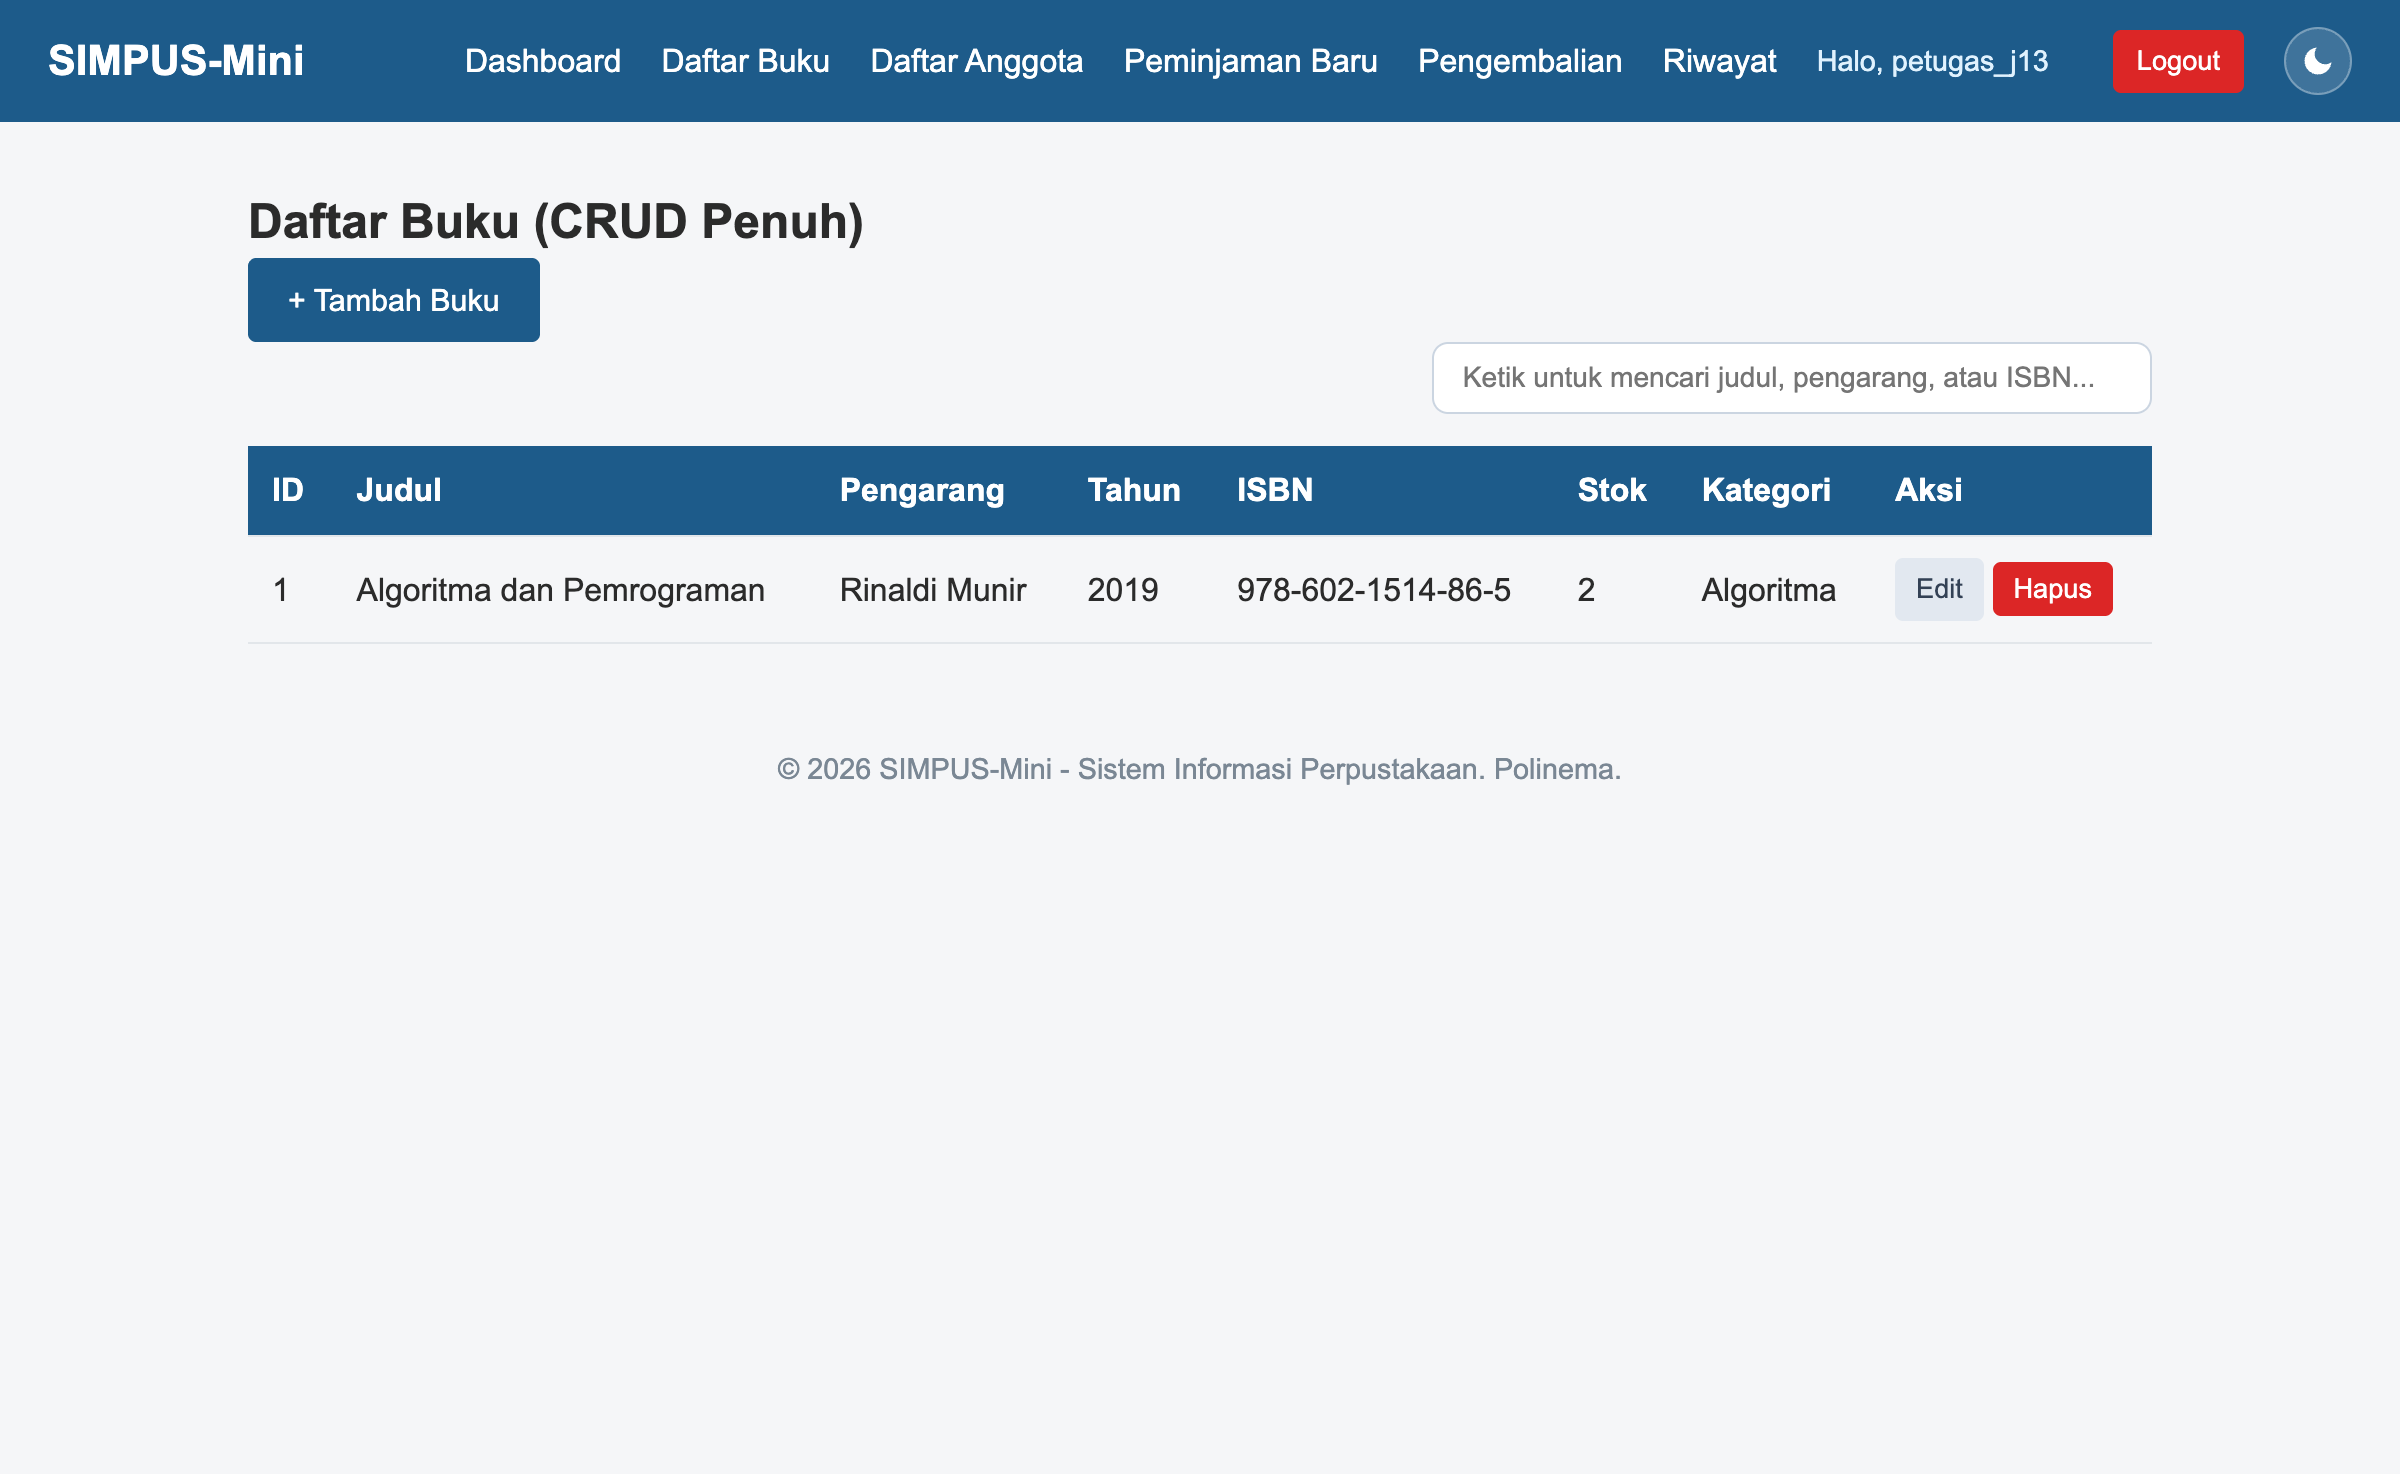 SIMPUS-Mini Dashboard Daftar Buku Daftar Anggota Peminjaman Baru Pengembalian Riwayat Halo, petugas_j13 Logout
Daftar Buku (CRUD Penuh)
+ Tambah Buku
Ketik untuk mencari judul, pengarang, atau ISBN...
ID Judul Pengarang Tahun ISBN Stok Kategori Aksi
1 Algoritma dan Pemrograman Rinaldi Munir 2019 978-602-1514-86-5 2 Algoritma Edit Hapus
© 2026 SIMPUS-Mini - Sistem Informasi Perpustakaan. Polinema.